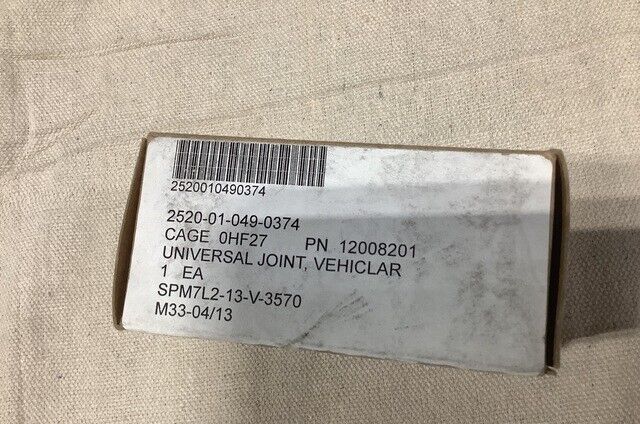 2520010490374
2520-01-049-0374
CAGE 0HF27 PN 12008201
UNIVERSAL JOINT, VEHICLAR
1 EA
SPM7L2-13-V-3570
M33-04/13